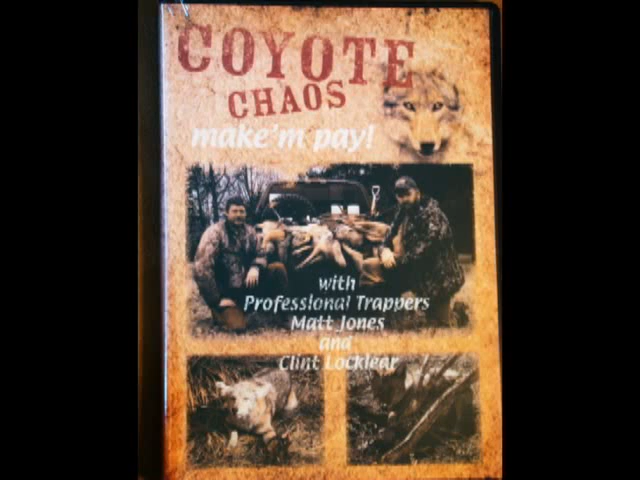 COYOTE
CHAOS
make'm pay!
with
Professional Trappers
Matt Jones
and
Clint Locklear